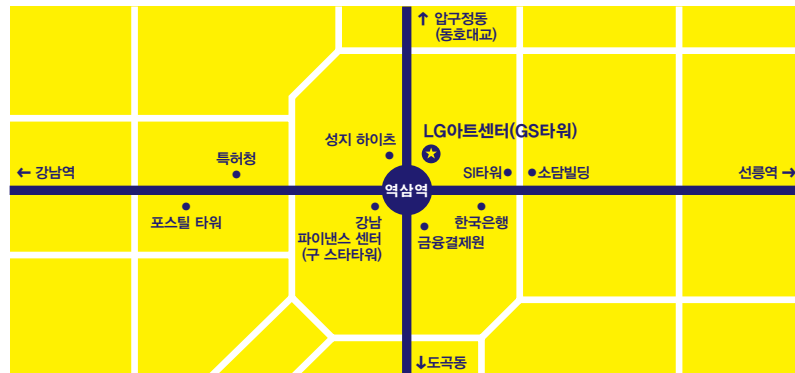 ↑ 압구정동
(동호대교)
LG아트센터(GS타워)
성지 하이츠
특허청
← 강남역
SI타워
소담빌딩
선릉역 →
역삼역
포스틸 타워
강남
파이낸스 센터
(구 스타타워)
한국은행
금융결제원
↓도곡동